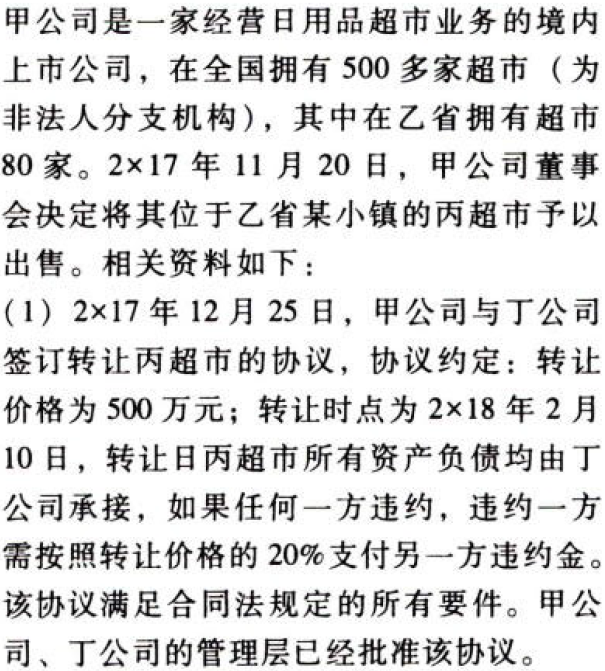 甲公司是一家经营日用品超市业务的境内
上市公司，在全国拥有 500 多家超市（为
非法人分支机构），其中在乙省拥有超市
80 家。2×17 年 11 月 20 日，甲公司董事
会决定将其位于乙省某小镇的丙超市予以
出售。相关资料如下：
(1) 2×17 年 12 月 25 日，甲公司与丁公司
签订转让丙超市的协议，协议约定：转让
价格为 500 万元；转让时点为 2×18 年 2 月
10 日，转让日丙超市所有资产负债均由丁
公司承接，如果任何一方违约，违约一方
需按照转让价格的 20%支付另一方违约金。
该协议满足合同法规定的所有要件。甲公
司、丁公司的管理层已经批准该协议。